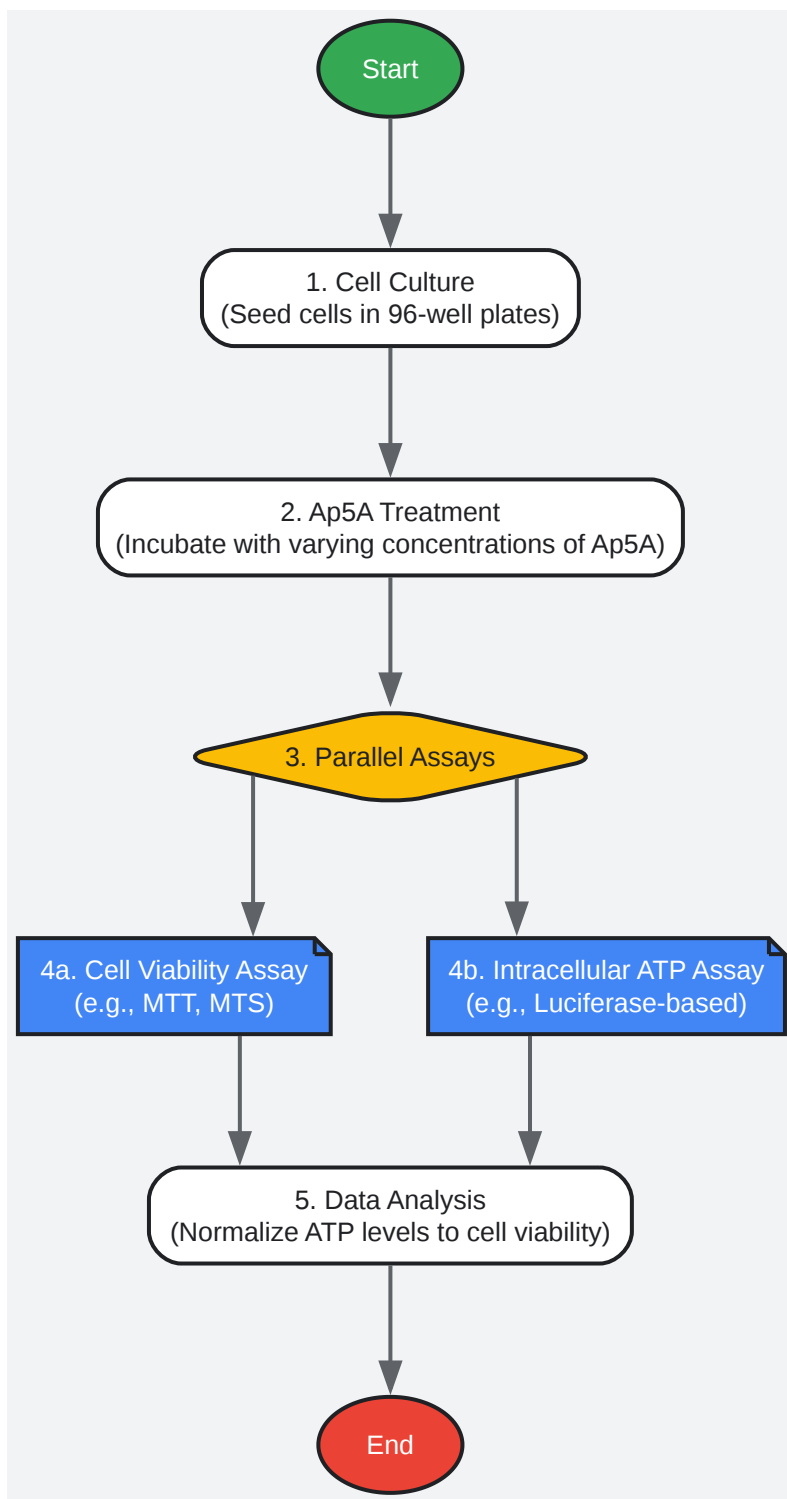 Start
1. Cell Culture
(Seed cells in 96-well plates)
2. Ap5A Treatment
(Incubate with varying concentrations of Ap5A)
3. Parallel Assays
4a. Cell Viability Assay
(e.g., MTT, MTS)
4b. Intracellular ATP Assay
(e.g., Luciferase-based)
5. Data Analysis
(Normalize ATP levels to cell viability)
End